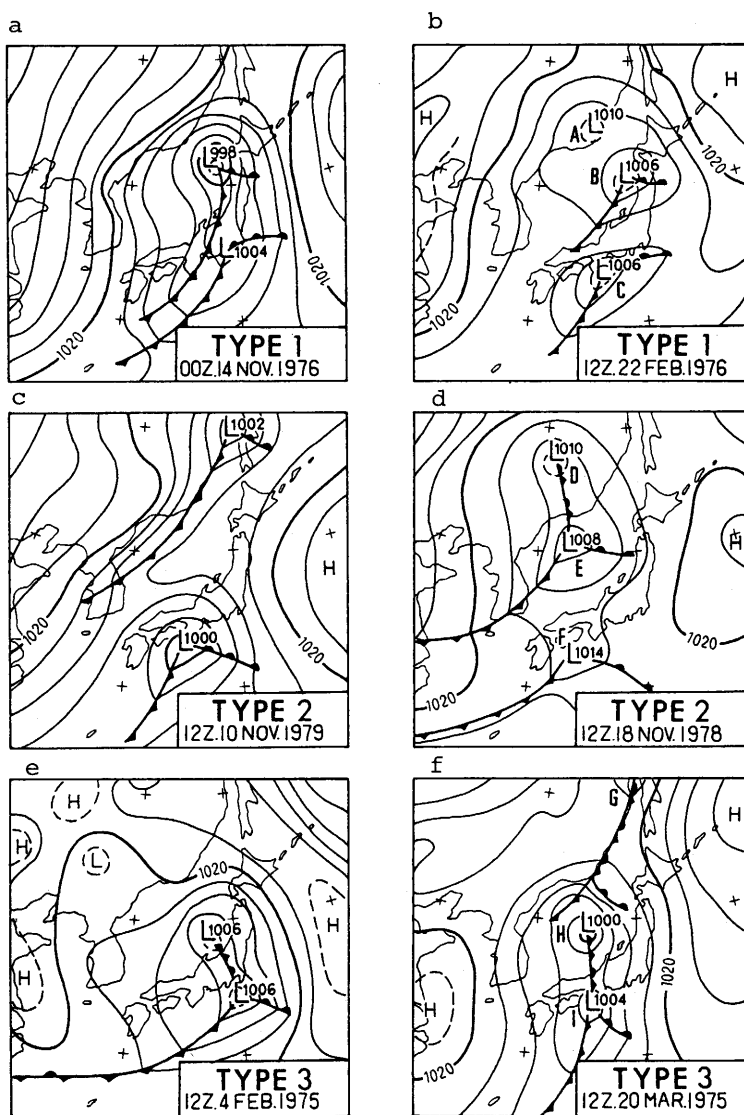 a
998
1004
1020
1020
TYPE 1
00Z.14 NOV.1976
b
H
H
1010
A
1020
B
1006
1006
C
1020
1020
TYPE 1
12Z.22 FEB.1976
c
1002
H
1000
1020
1020
TYPE 2
12Z.10 NOV.1979
d
1010
D
1008
E
H
F
1014
1020
1020
TYPE 2
12Z.18 NOV.1978
e
H
H
L
1020
H
H
1006
1006
TYPE 3
12Z.4 FEB.1975
f
G
H
H
1000
1020
H
1004
I
1020
TYPE 3
12Z.20 MAR.1975